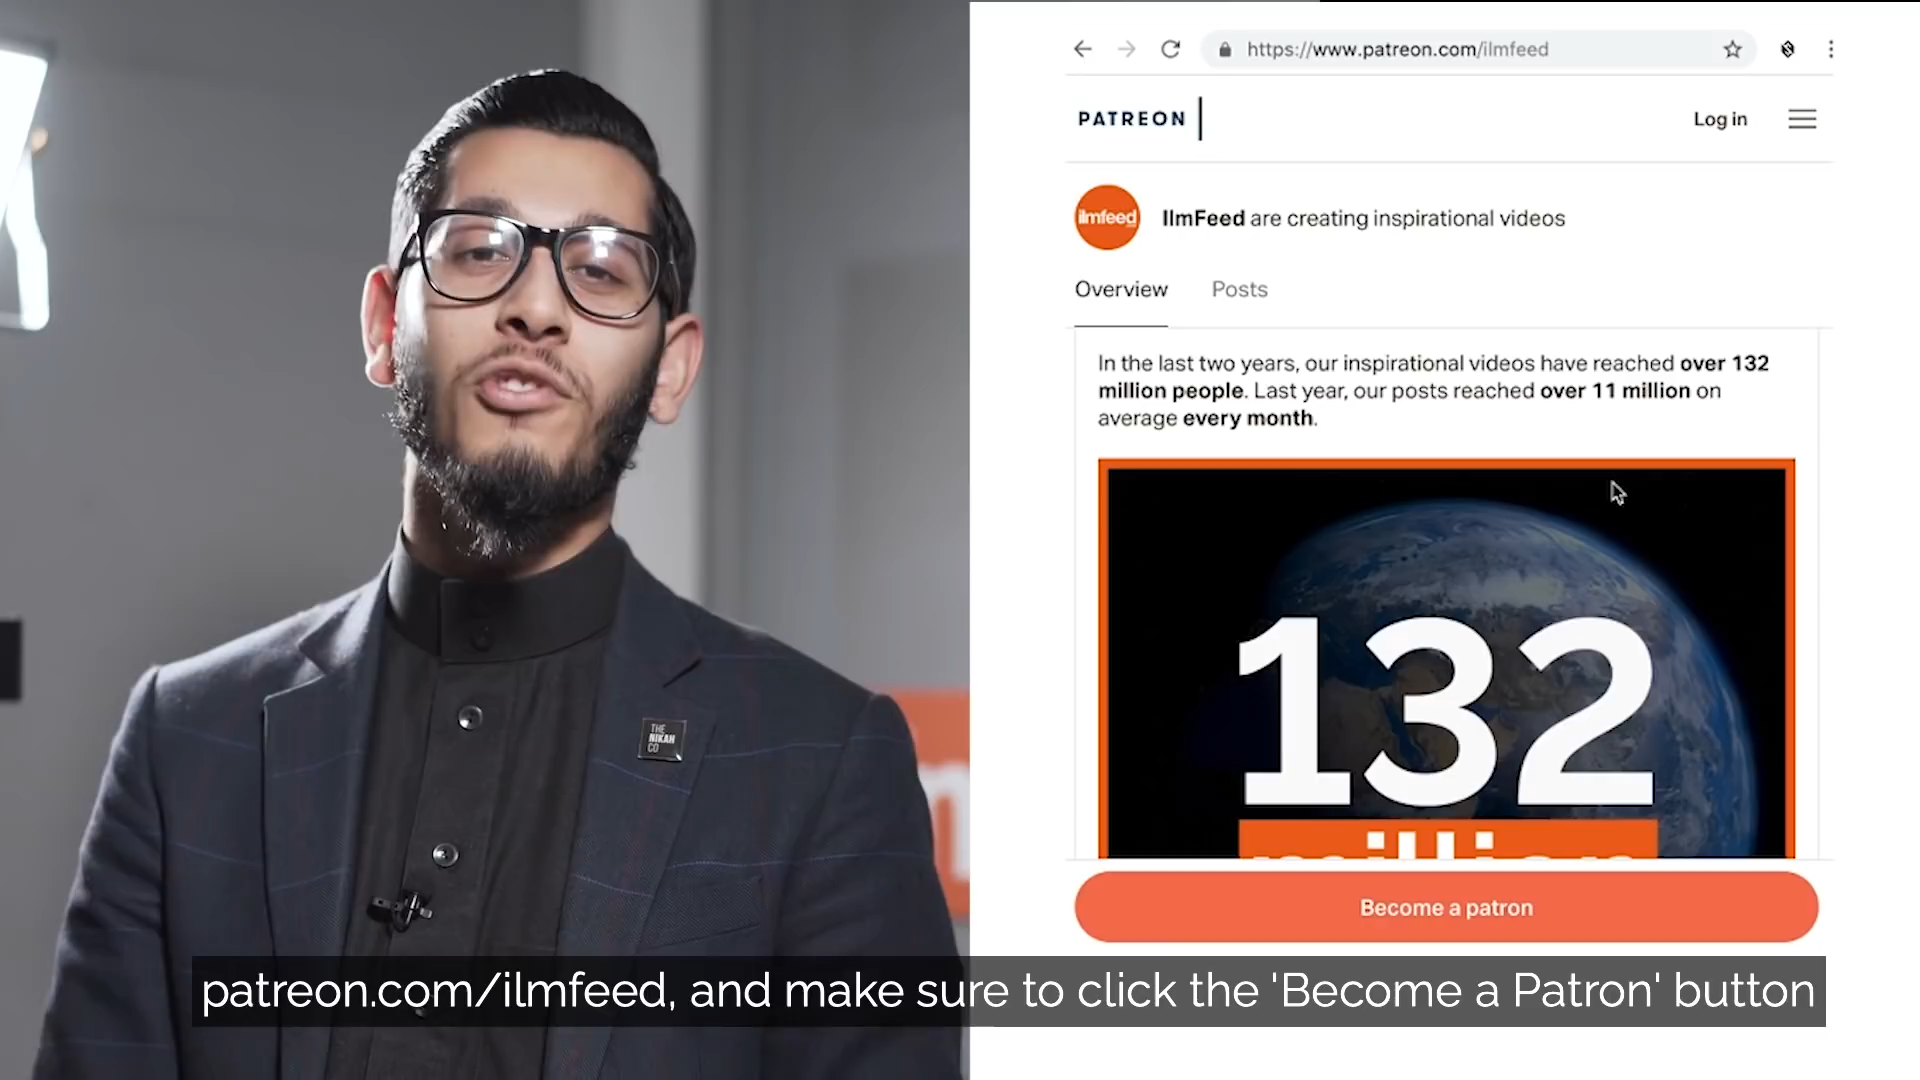 https://www.patreon.com/ilmfeed
PATREON
Log in
ilmfeed
IlmFeed are creating inspirational videos
Overview Posts
In the last two years, our inspirational videos have reached over 132
million people. Last year, our posts reached over 11 million on
average every month.
132
million
Become a patron
THE
NIKAH
CO
patreon.com/ilmfeed, and make sure to click the 'Become a Patron' button